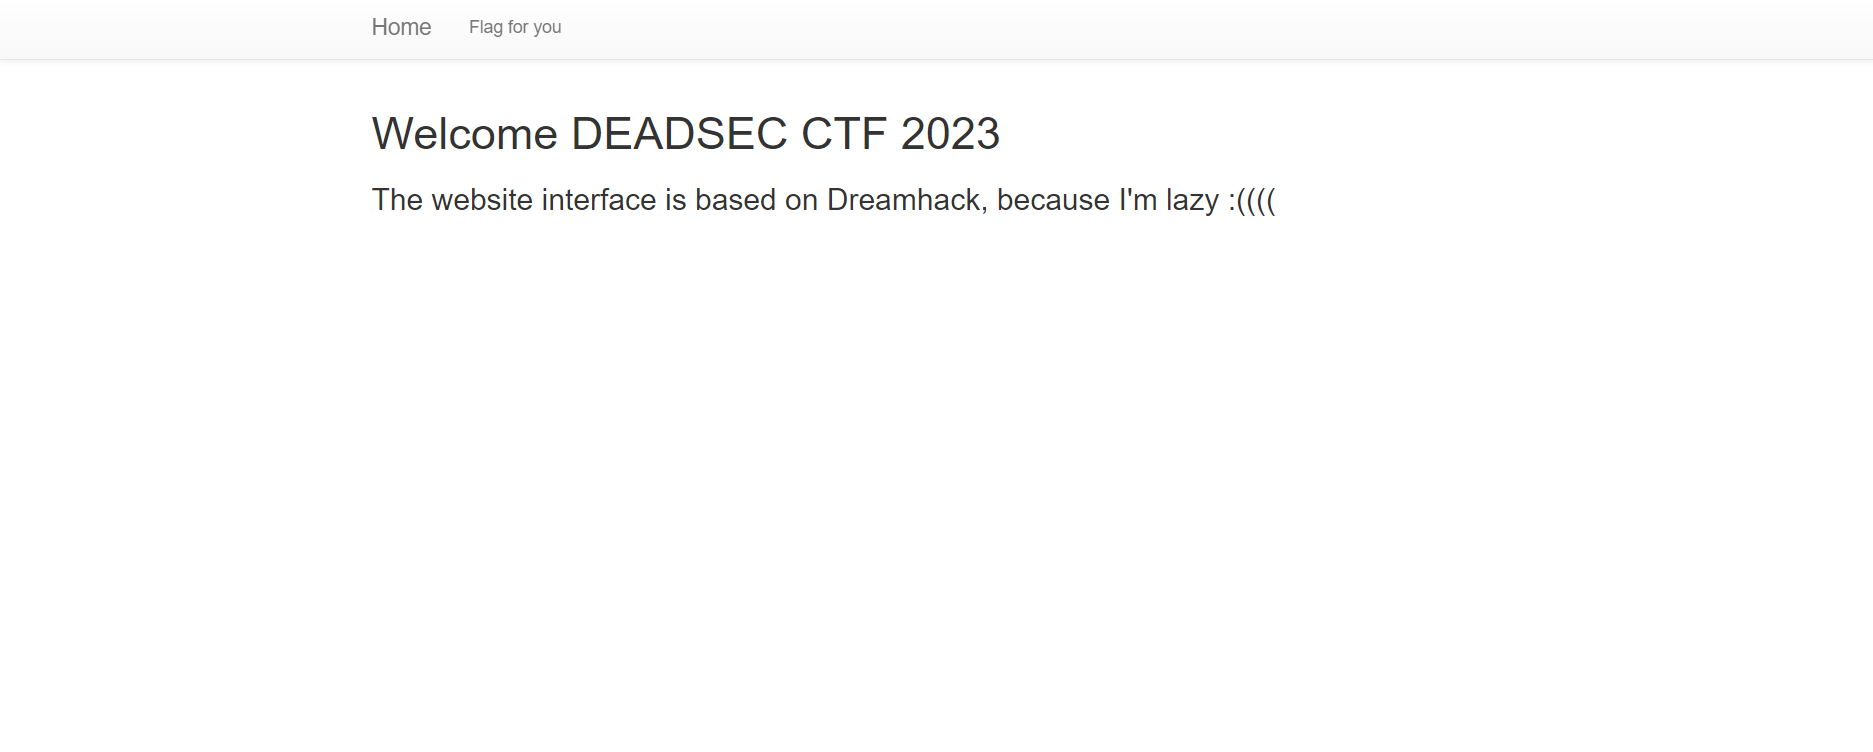 Home Flag for you
Welcome DEADSEC CTF 2023
The website interface is based on Dreamhack, because I'm lazy :((((